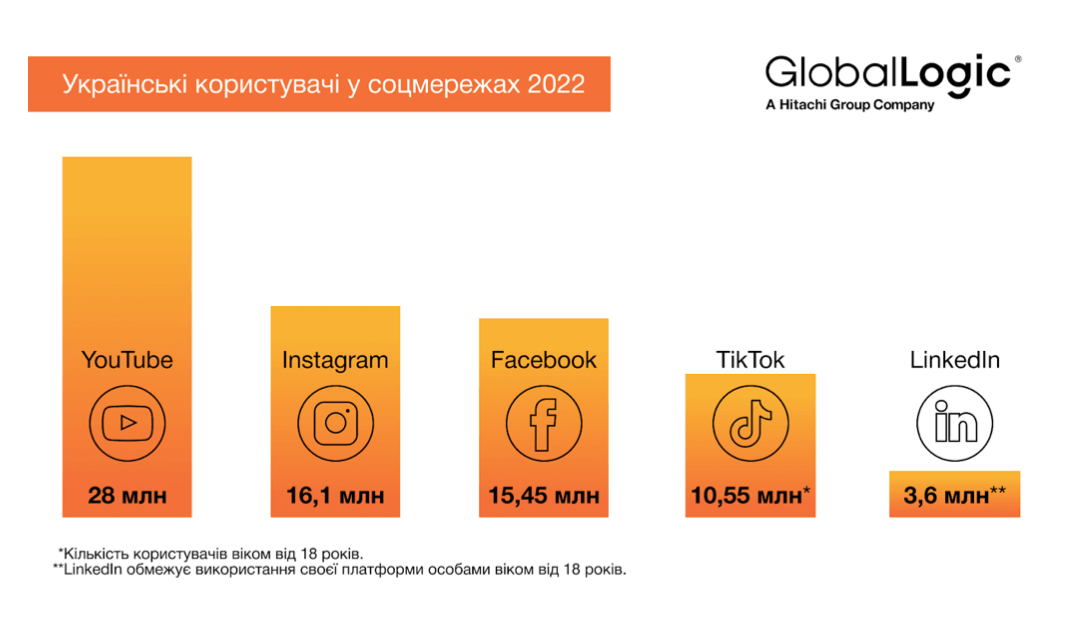 Українські користувачі у соцмережах 2022
GlobalLogic®
A Hitachi Group Company
YouTube
28 млн
Instagram
16,1 млн
Facebook
15,45 млн
TikTok
10,55 млн*
LinkedIn
in
3,6 млн**
*Кількість користувачів віком від 18 років.
**LinkedIn обмежує використання своєї платформи особами віком від 18 років.